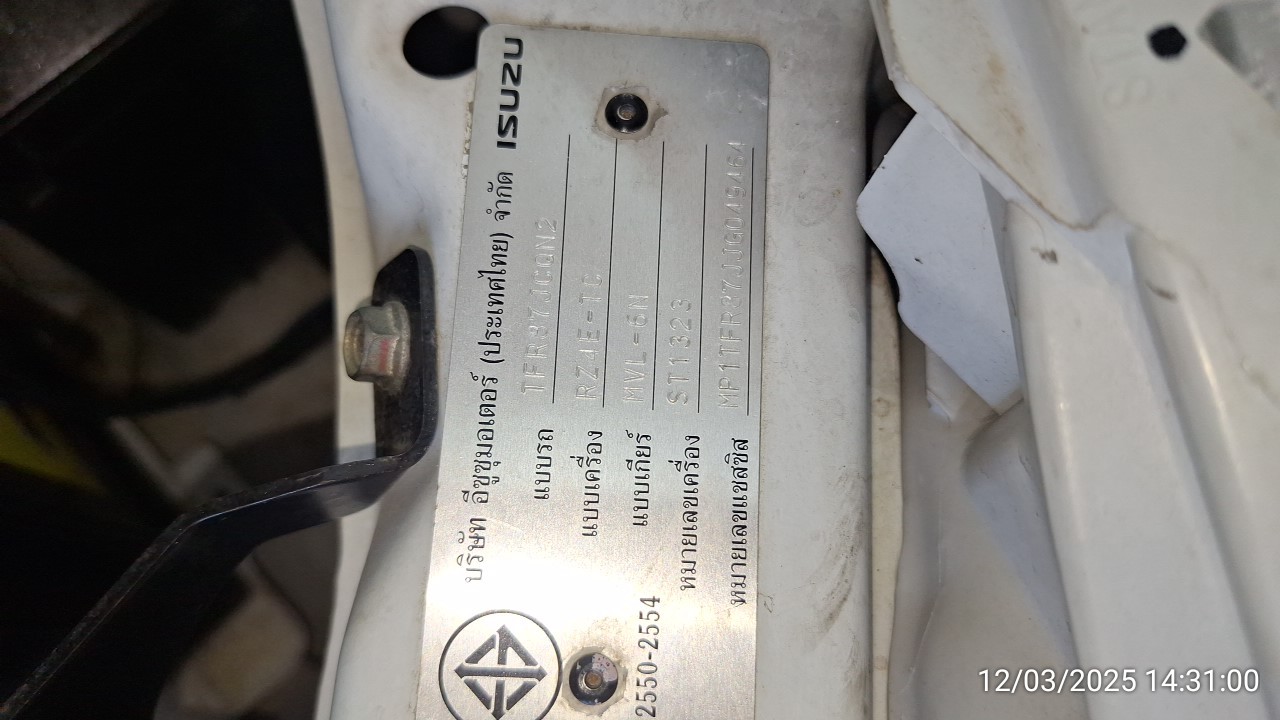 บริษัท อีซูซุมอเตอร์ (ประเทศไทย) จำกัด ISUZU
แบบรถ TFR87JCQN2
แบบเครื่อง RZ4E-TC
แบบเกียร์ MVL-6N
หมายเลขเครื่อง ST1323
หมายเลขแชสซิส MP1TFR87JJG045464
2550-2554
12/03/2025 14:31:00